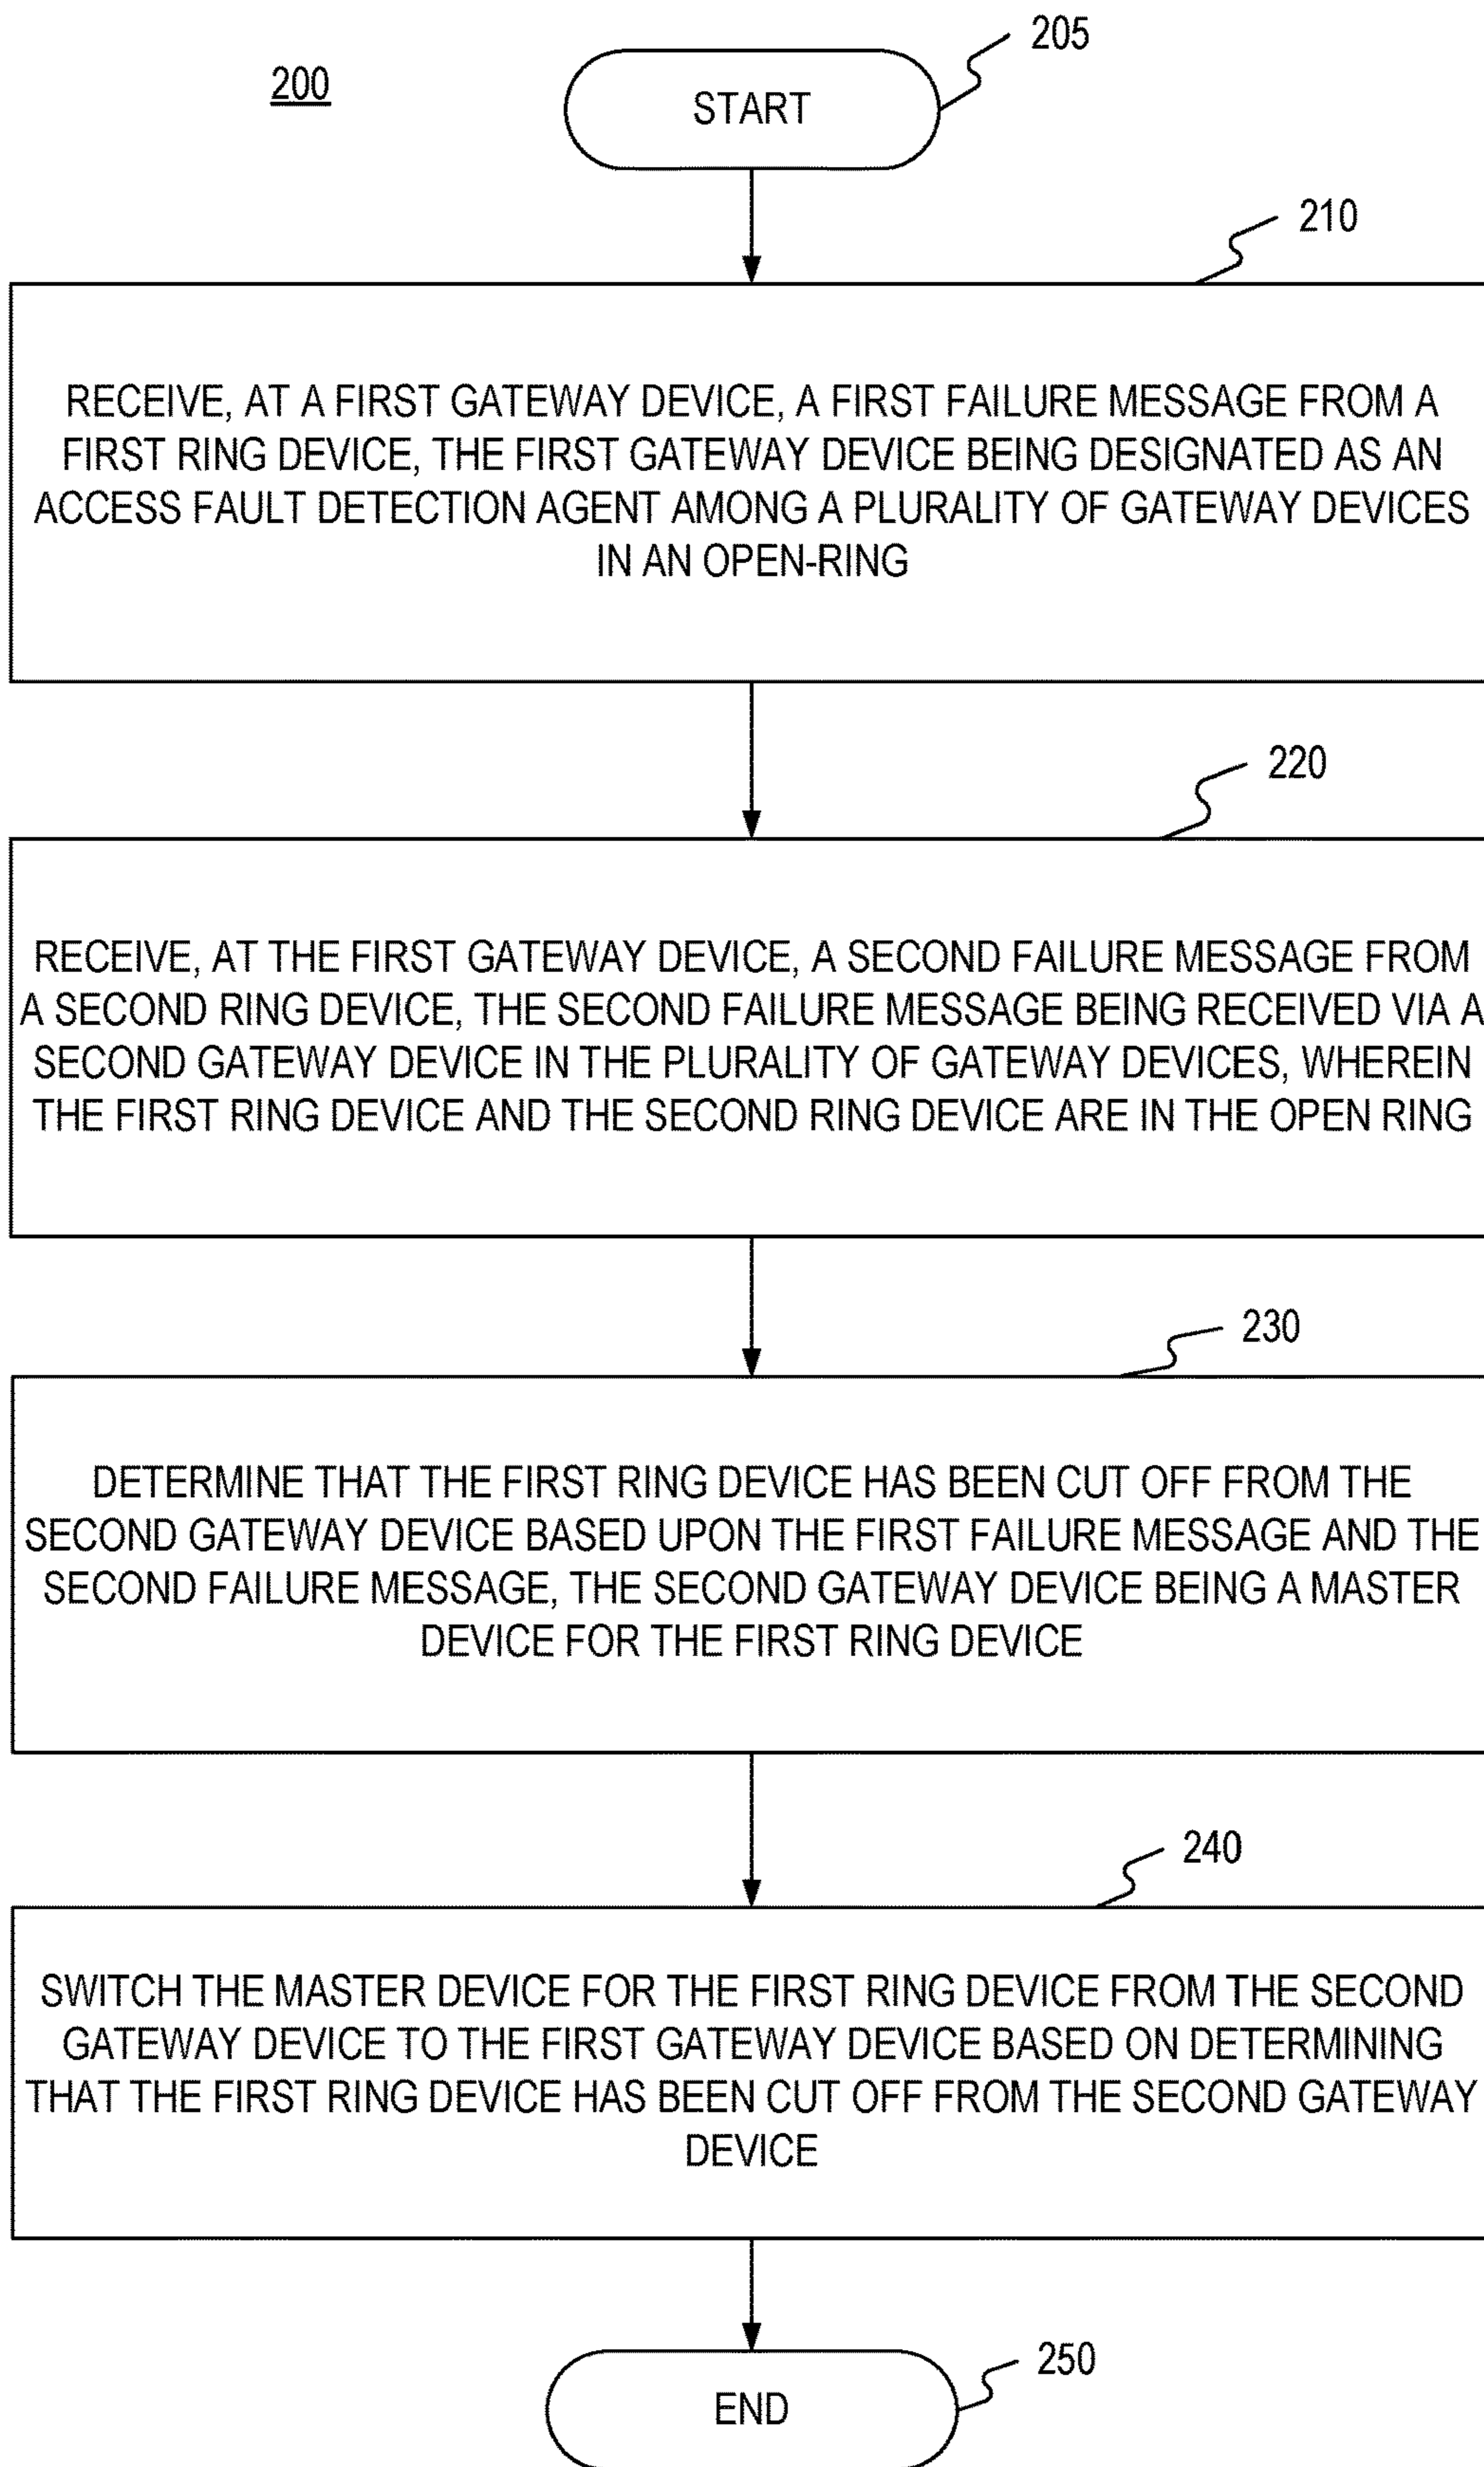 205
200
START
210
RECEIVE, AT A FIRST GATEWAY DEVICE, A FIRST FAILURE MESSAGE FROM A
FIRST RING DEVICE, THE FIRST GATEWAY DEVICE BEING DESIGNATED AS AN
ACCESS FAULT DETECTION AGENT AMONG A PLURALITY OF GATEWAY DEVICES
IN AN OPEN-RING
220
RECEIVE, AT THE FIRST GATEWAY DEVICE, A SECOND FAILURE MESSAGE FROM
A SECOND RING DEVICE, THE SECOND FAILURE MESSAGE BEING RECEIVED VIA A
SECOND GATEWAY DEVICE IN THE PLURALITY OF GATEWAY DEVICES, WHEREIN
THE FIRST RING DEVICE AND THE SECOND RING DEVICE ARE IN THE OPEN RING
230
DETERMINE THAT THE FIRST RING DEVICE HAS BEEN CUT OFF FROM THE
SECOND GATEWAY DEVICE BASED UPON THE FIRST FAILURE MESSAGE AND THE
SECOND FAILURE MESSAGE, THE SECOND GATEWAY DEVICE BEING A MASTER
DEVICE FOR THE FIRST RING DEVICE
240
SWITCH THE MASTER DEVICE FOR THE FIRST RING DEVICE FROM THE SECOND
GATEWAY DEVICE TO THE FIRST GATEWAY DEVICE BASED ON DETERMINING
THAT THE FIRST RING DEVICE HAS BEEN CUT OFF FROM THE SECOND GATEWAY
DEVICE
250
END